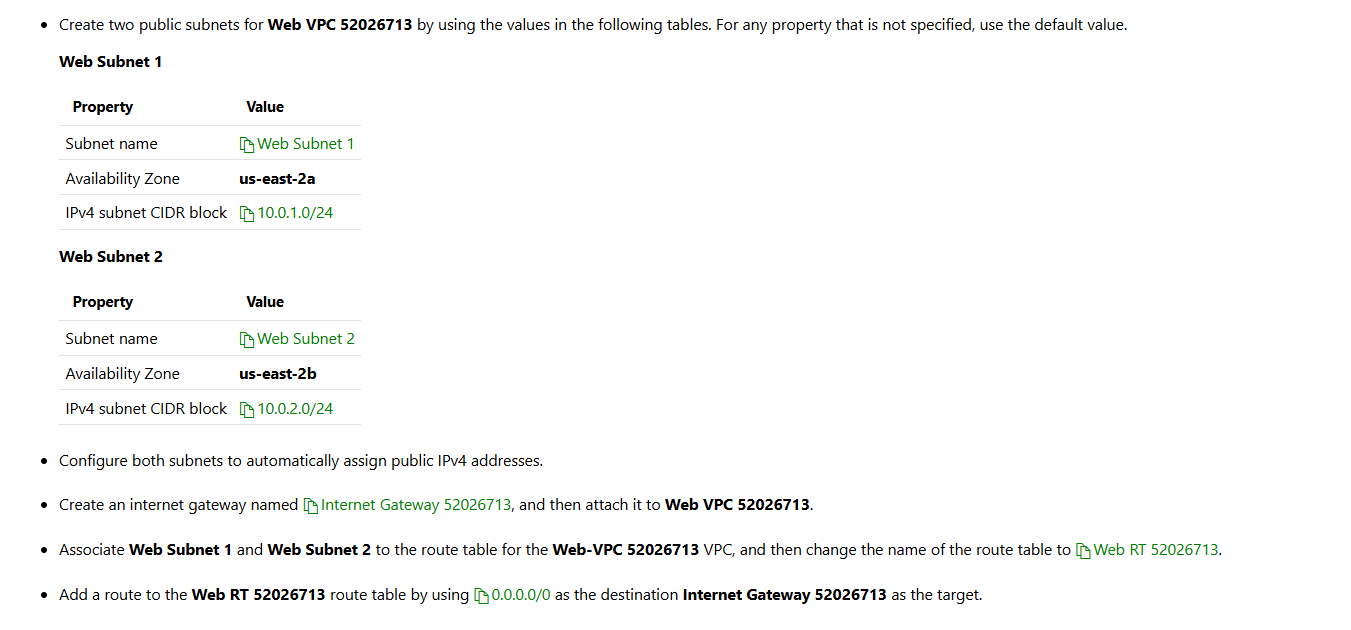 Create two public subnets for Web VPC 52026713 by using the values in the following tables. For any property that is not specified, use the default value.
Web Subnet 1
Property Value
Subnet name Web Subnet 1
Availability Zone us-east-2a
IPv4 subnet CIDR block 10.0.1.0/24
Web Subnet 2
Property Value
Subnet name Web Subnet 2
Availability Zone us-east-2b
IPv4 subnet CIDR block 10.0.2.0/24
Configure both subnets to automatically assign public IPv4 addresses.
Create an internet gateway named Internet Gateway 52026713, and then attach it to Web VPC 52026713.
Associate Web Subnet 1 and Web Subnet 2 to the route table for the Web-VPC 52026713 VPC, and then change the name of the route table to Web RT 52026713.
Add a route to the Web RT 52026713 route table by using 0.0.0.0/0 as the destination Internet Gateway 52026713 as the target.